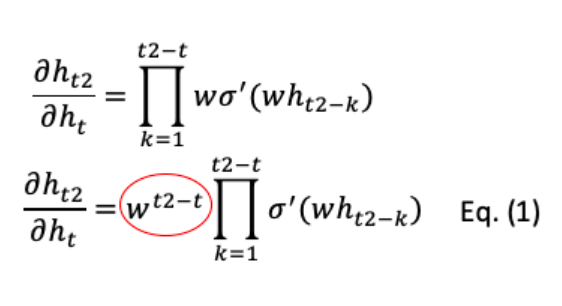 ∂h_{t2}/∂h_t = ∏_{k=1}^{t2−t} wσ′(wh_{t2−k})
∂h_{t2}/∂h_t = w^{t2−t} ∏_{k=1}^{t2−t} σ′(wh_{t2−k}) Eq. (1)